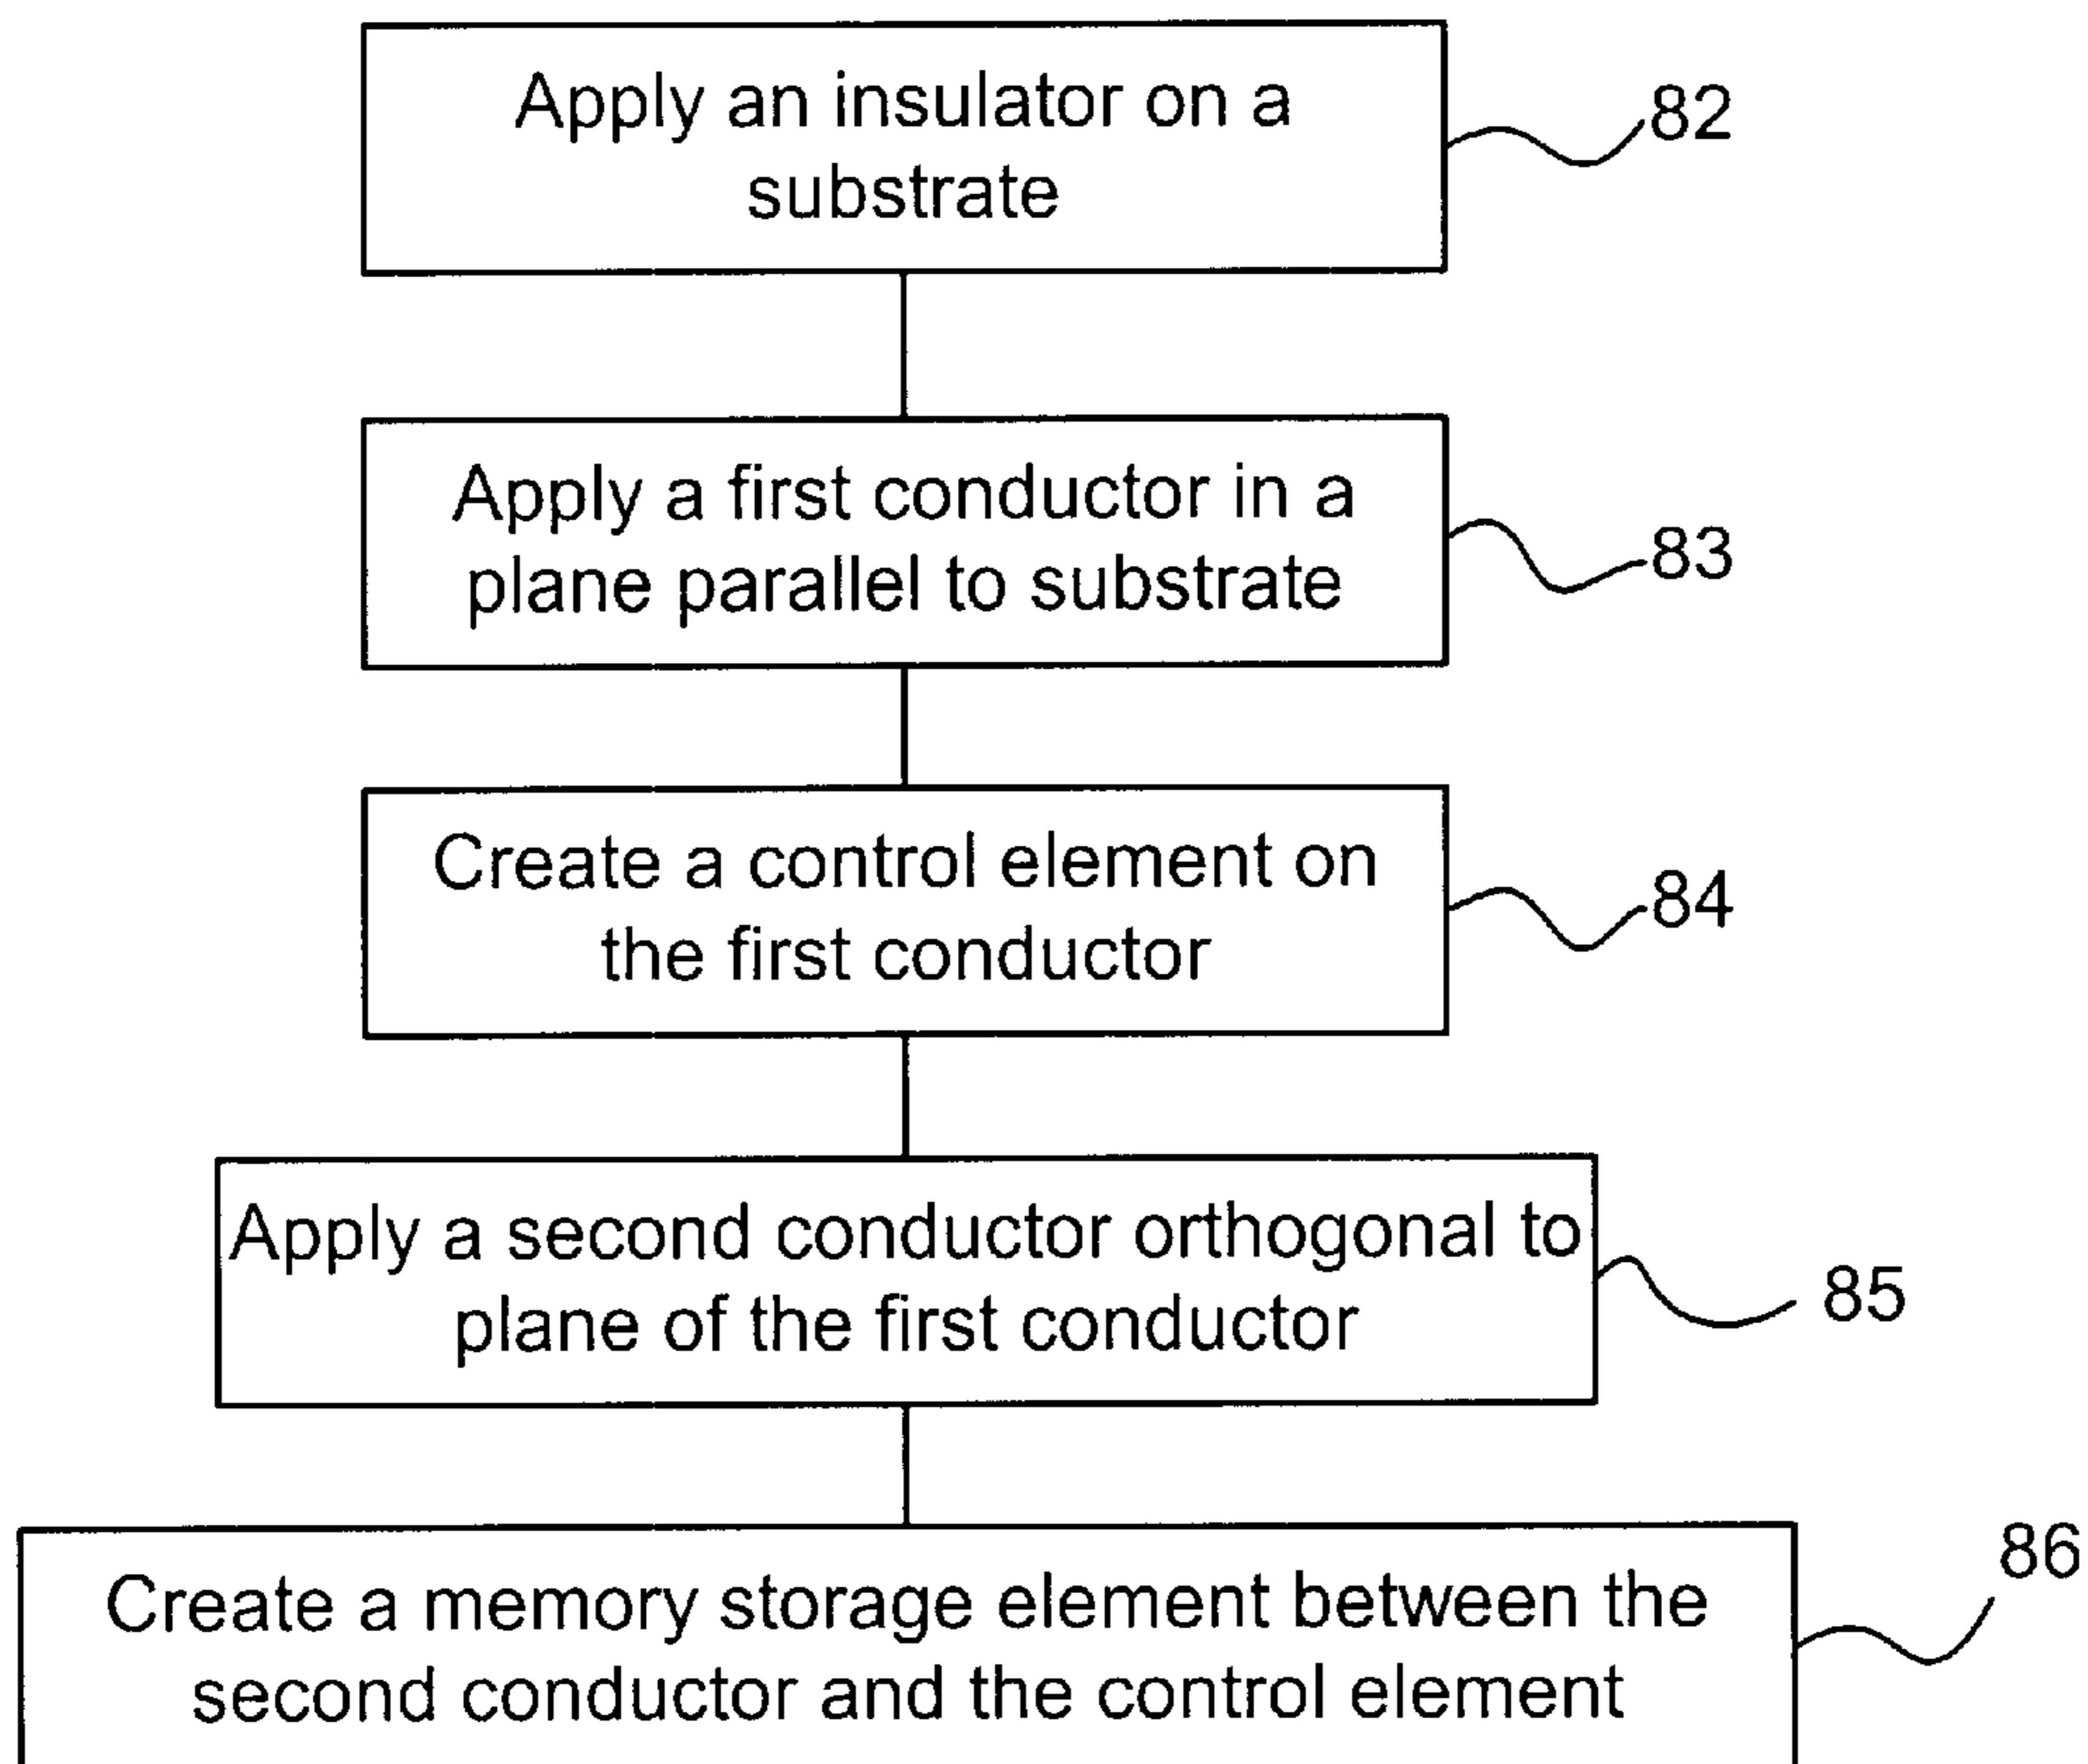 Apply an insulator on a
substrate
82
Apply a first conductor in a
plane parallel to substrate
83
Create a control element on
the first conductor
84
Apply a second conductor orthogonal to
plane of the first conductor
85
Create a memory storage element between the
second conductor and the control element
86